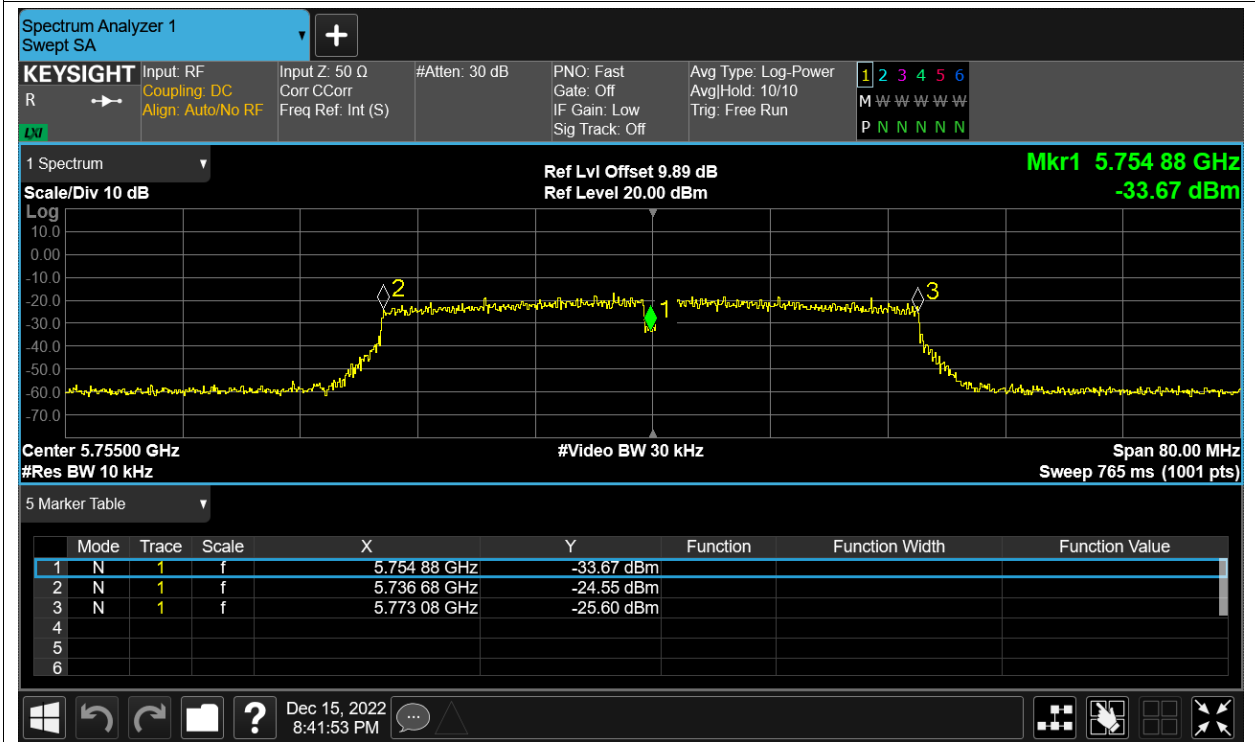 Spectrum Analyzer 1
Swept SA
+
KEYSIGHT
R
LXI
Input: RF
Coupling: DC
Align: Auto/No RF
Input Z: 50 Ω
Corr CCorr
Freq Ref: Int (S)
#Atten: 30 dB
PNO: Fast
Gate: Off
IF Gain: Low
Sig Track: Off
Avg Type: Log-Power
Avg|Hold: 10/10
Trig: Free Run
1 2 3 4 5 6
M W W W W W
P N N N N N
1 Spectrum
Scale/Div 10 dB
Ref Lvl Offset 9.89 dB
Ref Level 20.00 dBm
Mkr1 5.754 88 GHz
-33.67 dBm
Log
10.0
0.00
-10.0
-20.0
-30.0
-40.0
-50.0
-60.0
-70.0
2
1
3
Center 5.75500 GHz
#Video BW 30 kHz
Span 80.00 MHz
#Res BW 10 kHz
Sweep 765 ms (1001 pts)
5 Marker Table
Mode Trace Scale X Y Function Function Width Function Value
1 N 1 f 5.754 88 GHz -33.67 dBm
2 N 1 f 5.736 68 GHz -24.55 dBm
3 N 1 f 5.773 08 GHz -25.60 dBm
4
5
6
?
Dec 15, 2022
8:41:53 PM